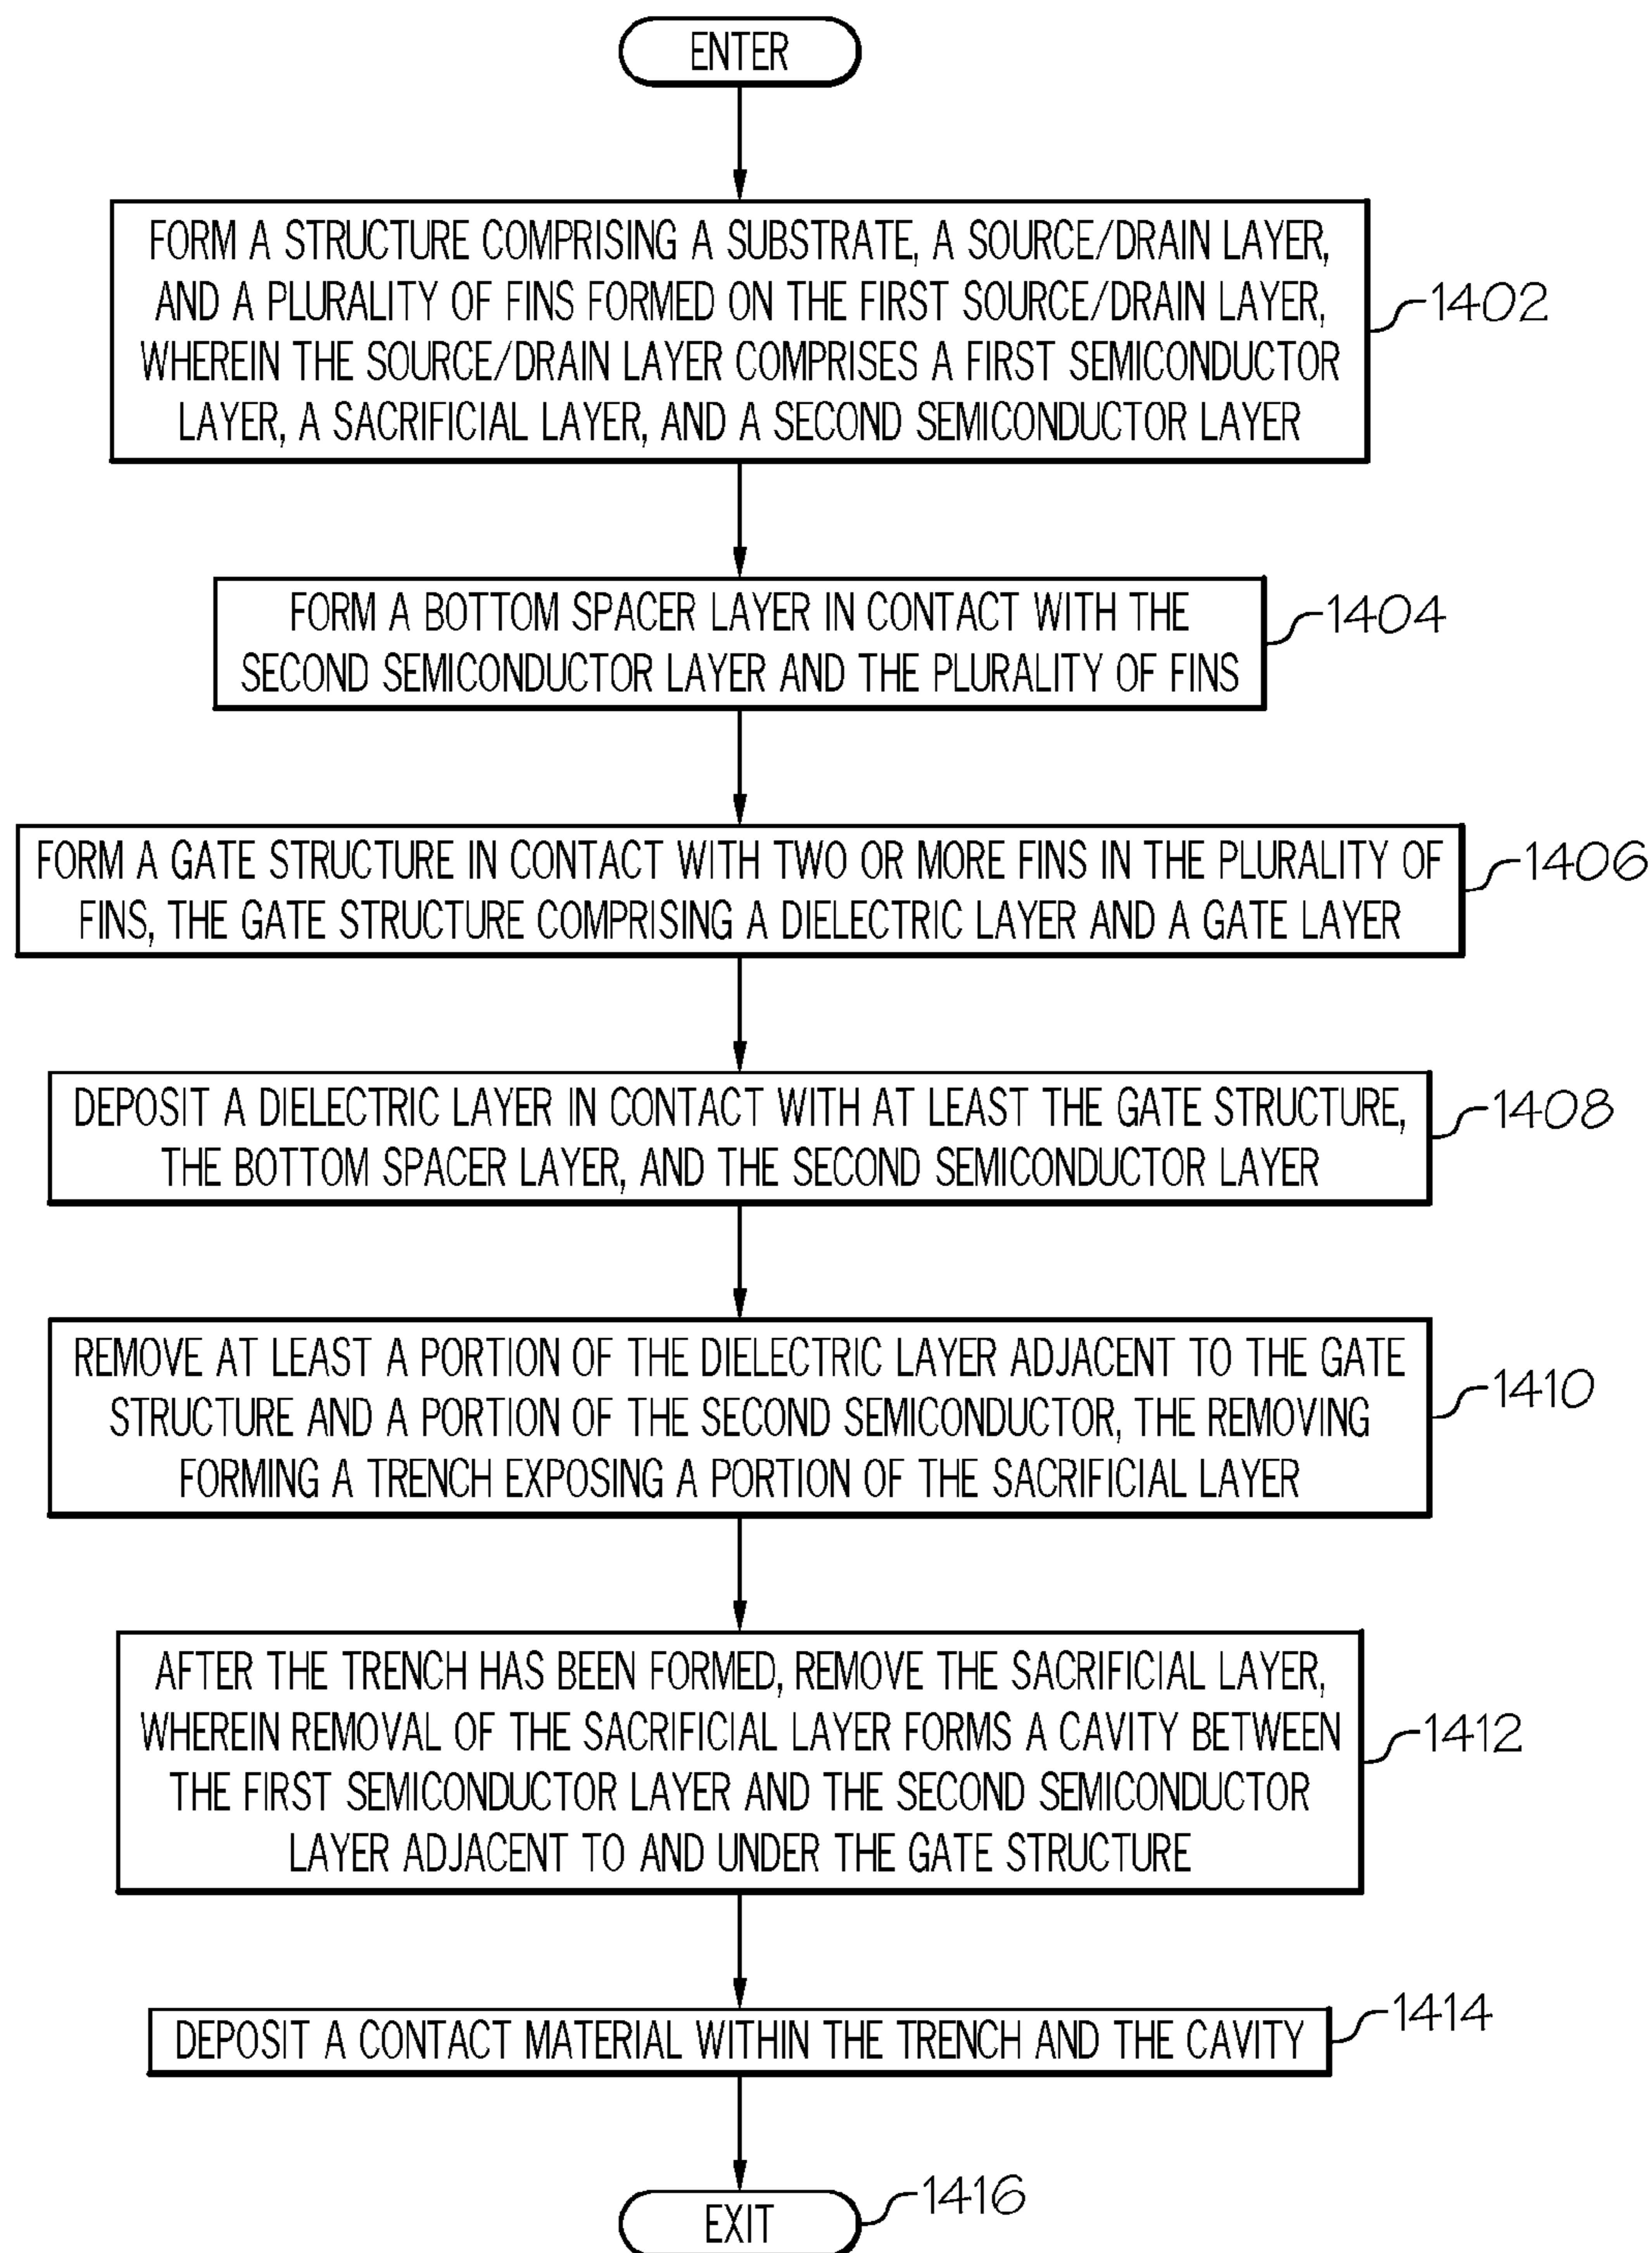 ENTER
FORM A STRUCTURE COMPRISING A SUBSTRATE, A SOURCE/DRAIN LAYER,
AND A PLURALITY OF FINS FORMED ON THE FIRST SOURCE/DRAIN LAYER,
WHEREIN THE SOURCE/DRAIN LAYER COMPRISES A FIRST SEMICONDUCTOR
LAYER, A SACRIFICIAL LAYER, AND A SECOND SEMICONDUCTOR LAYER
1402
FORM A BOTTOM SPACER LAYER IN CONTACT WITH THE
SECOND SEMICONDUCTOR LAYER AND THE PLURALITY OF FINS
1404
FORM A GATE STRUCTURE IN CONTACT WITH TWO OR MORE FINS IN THE PLURALITY OF
FINS, THE GATE STRUCTURE COMPRISING A DIELECTRIC LAYER AND A GATE LAYER
1406
DEPOSIT A DIELECTRIC LAYER IN CONTACT WITH AT LEAST THE GATE STRUCTURE,
THE BOTTOM SPACER LAYER, AND THE SECOND SEMICONDUCTOR LAYER
1408
REMOVE AT LEAST A PORTION OF THE DIELECTRIC LAYER ADJACENT TO THE GATE
STRUCTURE AND A PORTION OF THE SECOND SEMICONDUCTOR, THE REMOVING
FORMING A TRENCH EXPOSING A PORTION OF THE SACRIFICIAL LAYER
1410
AFTER THE TRENCH HAS BEEN FORMED, REMOVE THE SACRIFICIAL LAYER,
WHEREIN REMOVAL OF THE SACRIFICIAL LAYER FORMS A CAVITY BETWEEN
THE FIRST SEMICONDUCTOR LAYER AND THE SECOND SEMICONDUCTOR
LAYER ADJACENT TO AND UNDER THE GATE STRUCTURE
1412
DEPOSIT A CONTACT MATERIAL WITHIN THE TRENCH AND THE CAVITY
1414
EXIT
1416